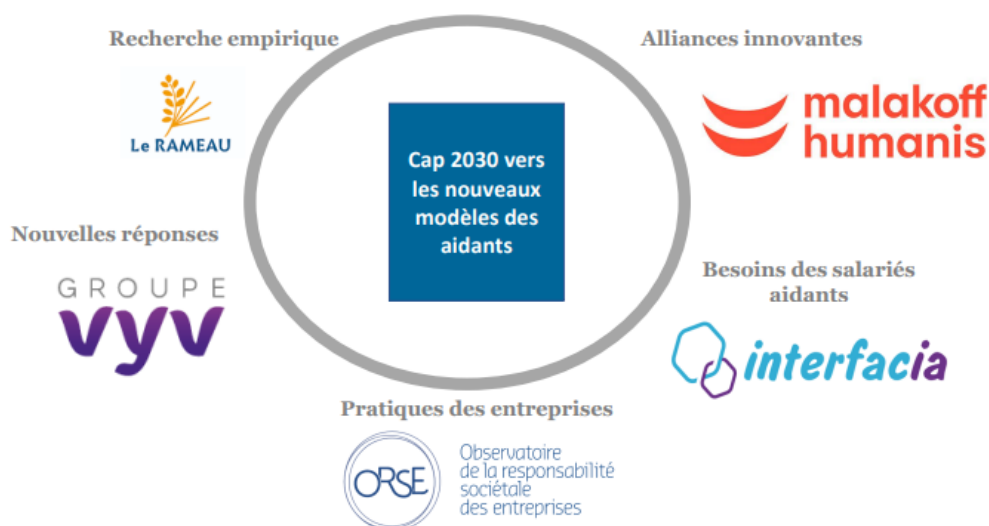 Recherche empirique
Le RAMEAU
Alliances innovantes
malakoff
humanis
Cap 2030 vers
les nouveaux
modèles des
aidants
Nouvelles réponses
GROUPE
vyv
Besoins des salariés
aidants
interfacia
Pratiques des entreprises
ORSE
Observatoire
de la responsabilité
sociétale
des entreprises